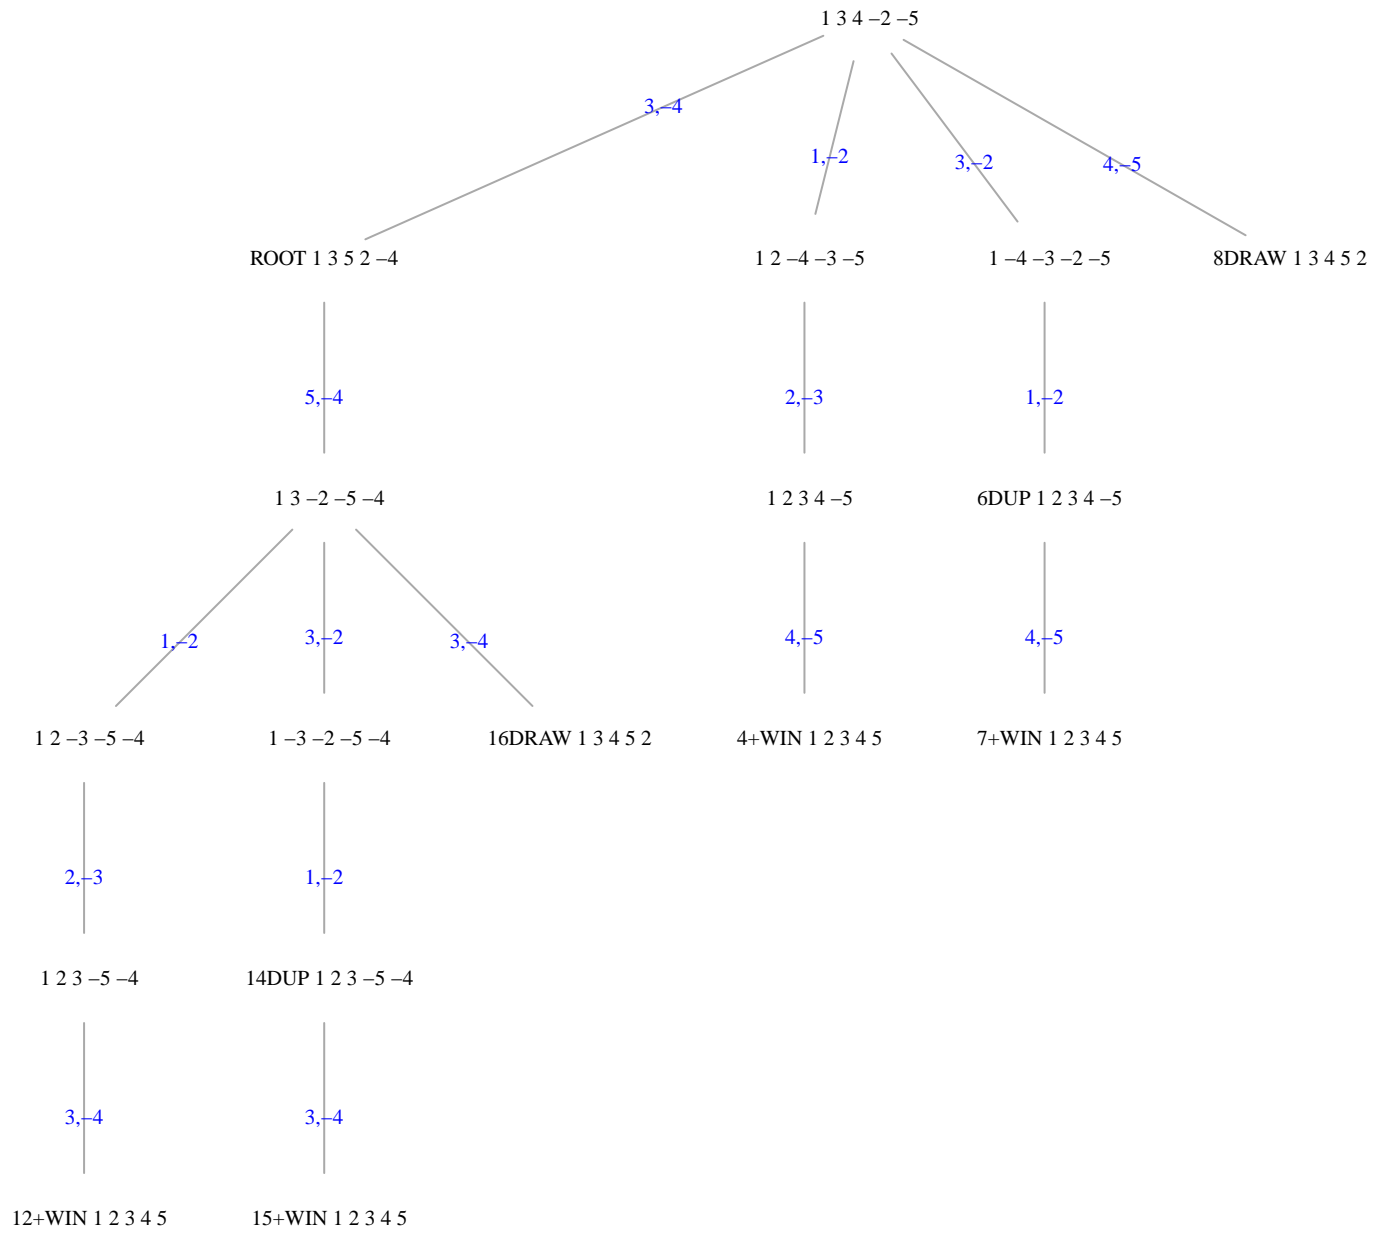 1 3 4 −2 −5
3,−4
1,−2
3,−2
4,−5
ROOT 1 3 5 2 −4
1 2 −4 −3 −5
1 −4 −3 −2 −5
8DRAW 1 3 4 5 2
5,−4
2,−3
1,−2
1 3 −2 −5 −4
1 2 3 4 −5
6DUP 1 2 3 4 −5
1,−2
3,−2
3,−4
4,−5
4,−5
1 2 −3 −5 −4
1 −3 −2 −5 −4
16DRAW 1 3 4 5 2
4+WIN 1 2 3 4 5
7+WIN 1 2 3 4 5
2,−3
1,−2
1 2 3 −5 −4
14DUP 1 2 3 −5 −4
3,−4
3,−4
12+WIN 1 2 3 4 5
15+WIN 1 2 3 4 5